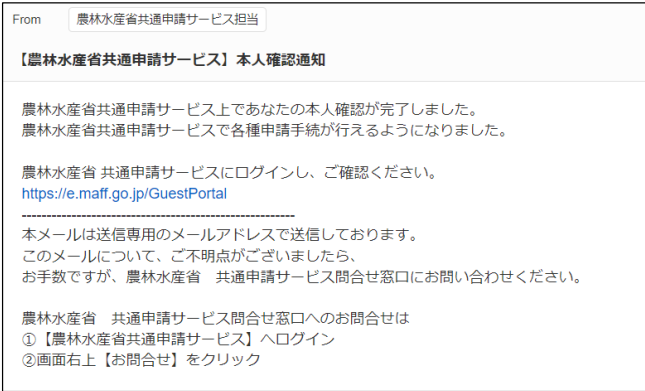 From 農林水産省共通申請サービス担当
【農林水産省共通申請サービス】本人確認通知
農林水産省共通申請サービス上であなたの本人確認が完了しました。
農林水産省共通申請サービスで各種申請手続が行えるようになりました。
農林水産省 共通申請サービスにログインし、ご確認ください。
https://e.maff.go.jp/GuestPortal
-------------------------------------------------------
本メールは送信専用のメールアドレスで送信しております。
このメールについて、ご不明点がございましたら、
お手数ですが、農林水産省　共通申請サービス問合せ窓口にお問い合わせください。
農林水産省　共通申請サービス問合せ窓口へのお問合せは
①【農林水産省共通申請サービス】へログイン
②画面右上【お問合せ】をクリック